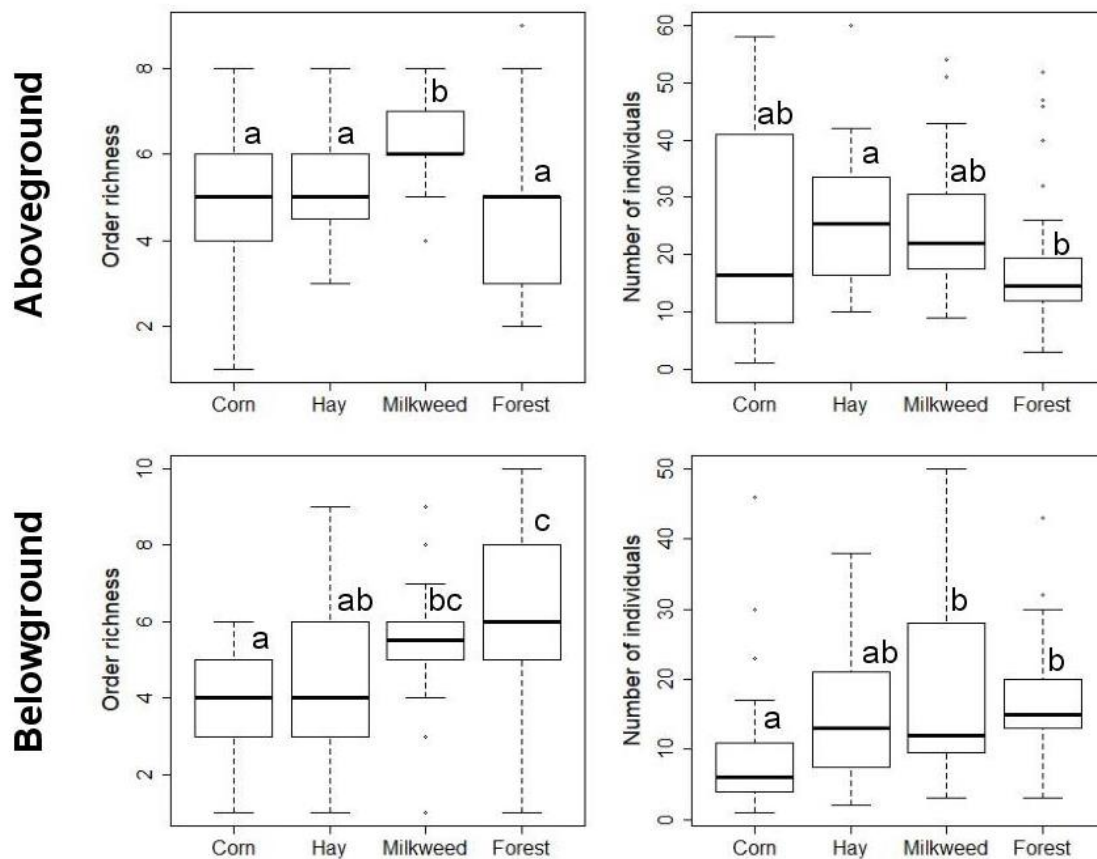 Aboveground
Order richness
8
6
4
2
a
a
b
a
Corn Hay Milkweed Forest
Number of individuals
60
50
40
30
20
10
0
ab
a
ab
b
Corn Hay Milkweed Forest
Belowground
Order richness
10
8
6
4
2
a
ab
bc
c
Corn Hay Milkweed Forest
Number of individuals
50
40
30
20
10
0
a
ab
b
b
Corn Hay Milkweed Forest